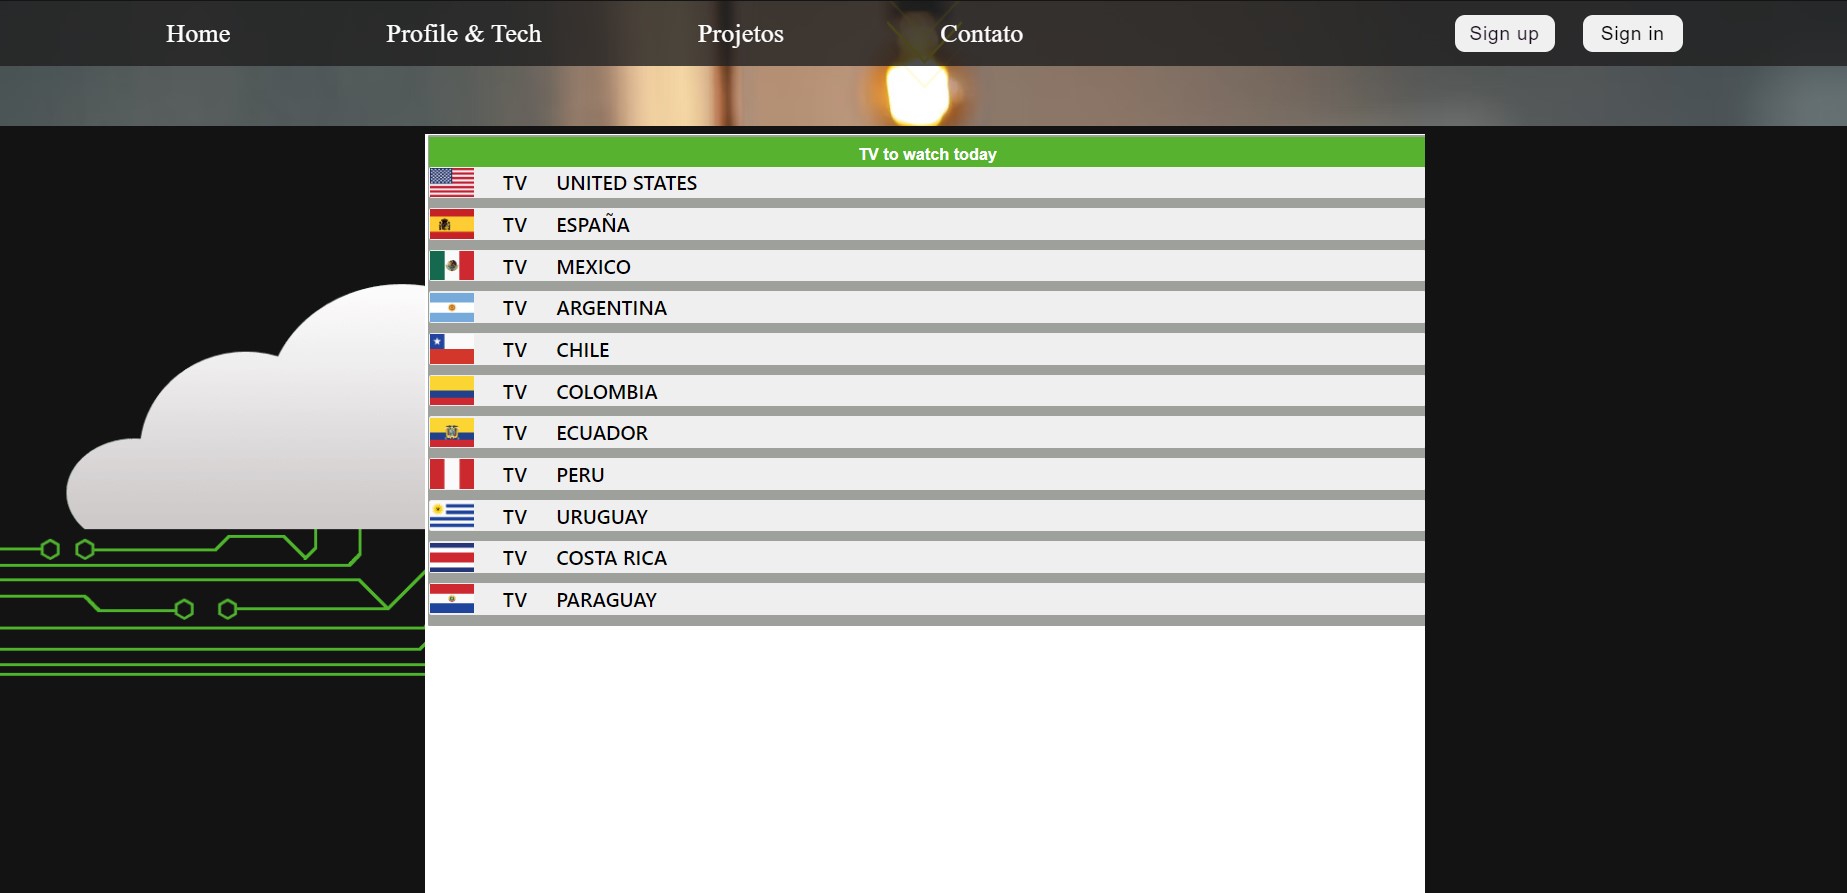 Home Profile & Tech Projetos Contato Sign up Sign in
TV to watch today
TV UNITED STATES
TV ESPAÑA
TV MEXICO
TV ARGENTINA
TV CHILE
TV COLOMBIA
TV ECUADOR
TV PERU
TV URUGUAY
TV COSTA RICA
TV PARAGUAY